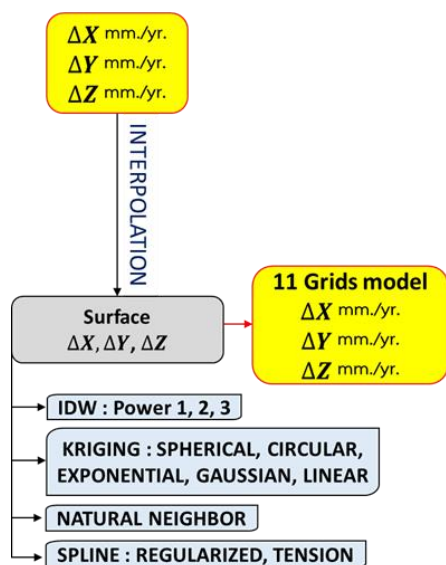 ΔX mm./yr.
ΔY mm./yr.
ΔZ mm./yr.
INTERPOLATION
11 Grids model
ΔX mm./yr.
ΔY mm./yr.
ΔZ mm./yr.
Surface
ΔX, ΔY, ΔZ
IDW : Power 1, 2, 3
KRIGING : SPHERICAL, CIRCULAR,
EXPONENTIAL, GAUSSIAN, LINEAR
NATURAL NEIGHBOR
SPLINE : REGULARIZED, TENSION